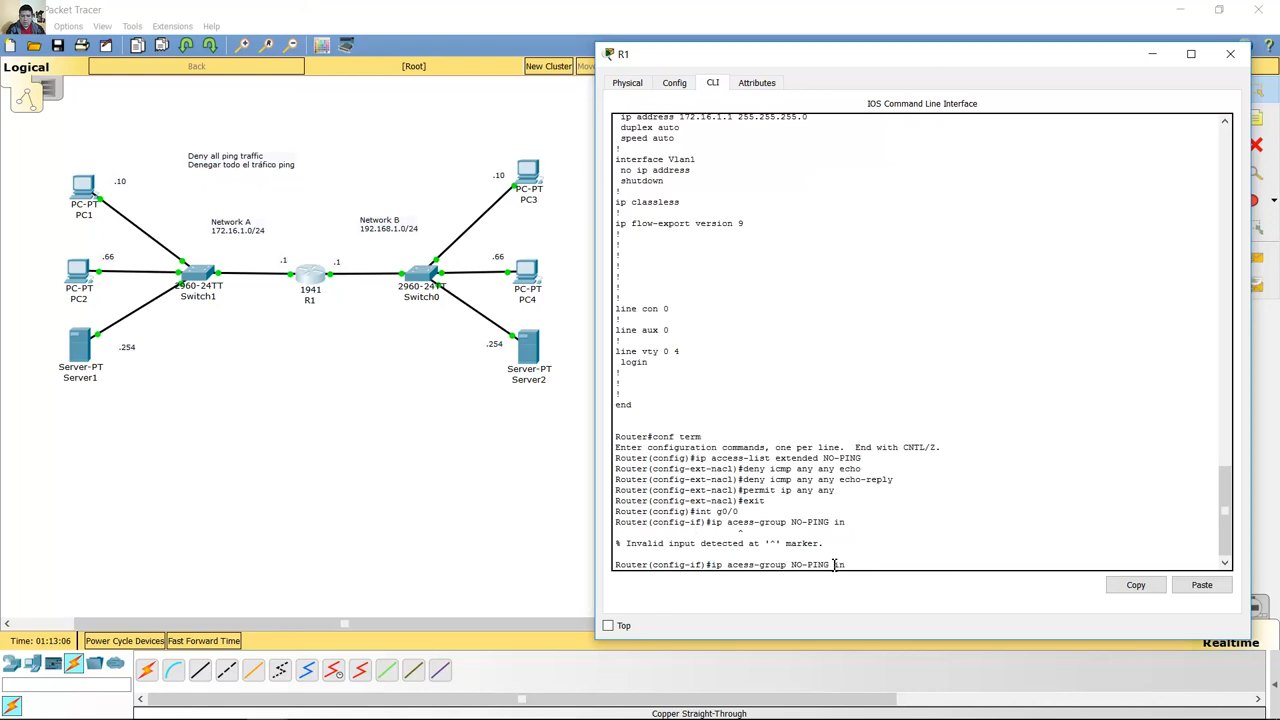 Packet Tracer
Options View Tools Extensions Help
Logical
Back
[Root]
New Cluster
R1
Physical Config CLI Attributes
IOS Command Line Interface
Deny all ping traffic
Denegar todo el tráfico ping
.10
PC-PT
PC1
Network A
172.16.1.0/24
.66
PC-PT
PC2
2960-24TT
Switch1
.1
1941
R1
.1
Network B
192.168.1.0/24
2960-24TT
Switch0
.10
PC-PT
PC3
.66
PC-PT
PC4
.254
Server-PT
Server1
.254
Server-PT
Server2
ip address 172.16.1.1 255.255.255.0
duplex auto
speed auto
!
interface Vlan1
no ip address
shutdown
!
ip classless
!
ip flow-export version 9
!
!
!
!
!
!
!
line con 0
!
line aux 0
!
line vty 0 4
login
!
!
!
end
Router#conf term
Enter configuration commands, one per line. End with CNTL/Z.
Router(config)#ip access-list extended NO-PING
Router(config-ext-nacl)#deny icmp any any echo
Router(config-ext-nacl)#deny icmp any any echo-reply
Router(config-ext-nacl)#permit ip any any
Router(config-ext-nacl)#exit
Router(config)#int g0/0
Router(config-if)#ip acess-group NO-PING in
^
% Invalid input detected at '^' marker.
Router(config-if)#ip acess-group NO-PING in
Copy Paste
Top
Time: 01:13:06
Power Cycle Devices Fast Forward Time
Realtime
Copper Straight-Through